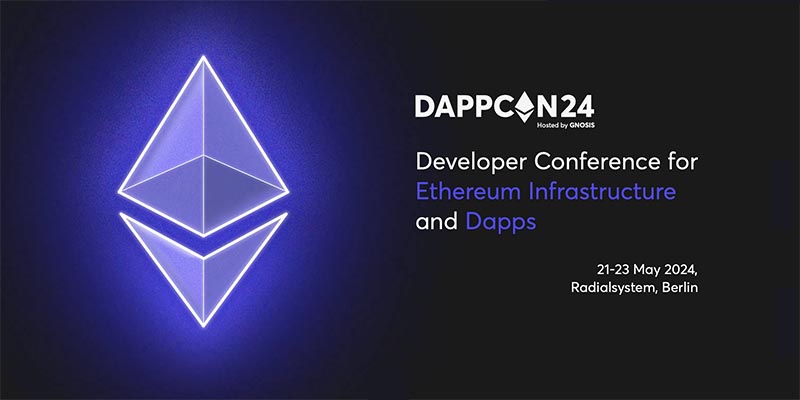 DAPPCON24
Hosted by GNOSIS
Developer Conference for
Ethereum Infrastructure
and Dapps
21-23 May 2024,
Radialsystem, Berlin